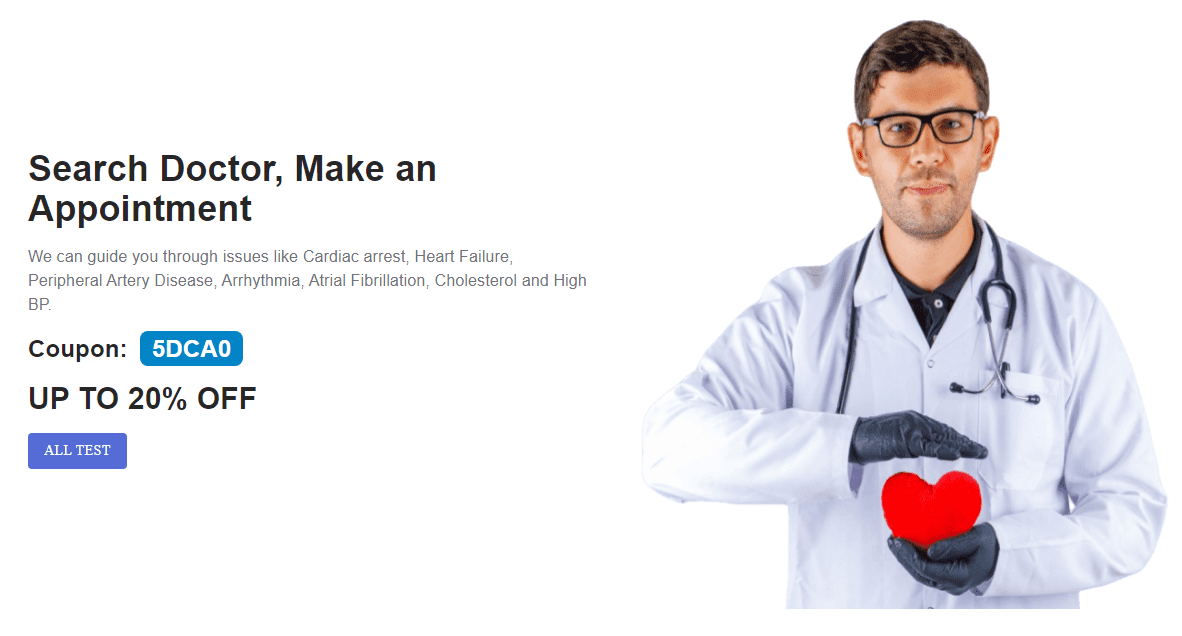 Search Doctor, Make an
Appointment
We can guide you through issues like Cardiac arrest, Heart Failure,
Peripheral Artery Disease, Arrhythmia, Atrial Fibrillation, Cholesterol and High
BP.
Coupon: 5DCA0
UP TO 20% OFF
ALL TEST